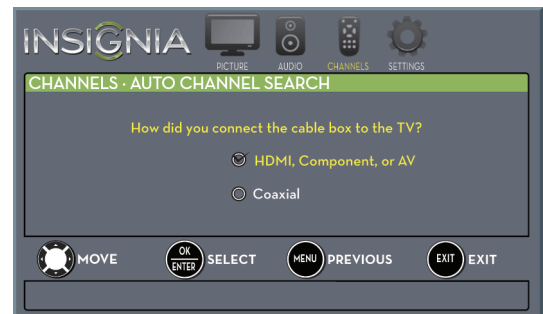 INSIGNIA
PICTURE AUDIO CHANNELS SETTINGS
CHANNELS · AUTO CHANNEL SEARCH
How did you connect the cable box to the TV?
HDMI, Component, or AV
Coaxial
MOVE OK ENTER SELECT MENU PREVIOUS EXIT EXIT